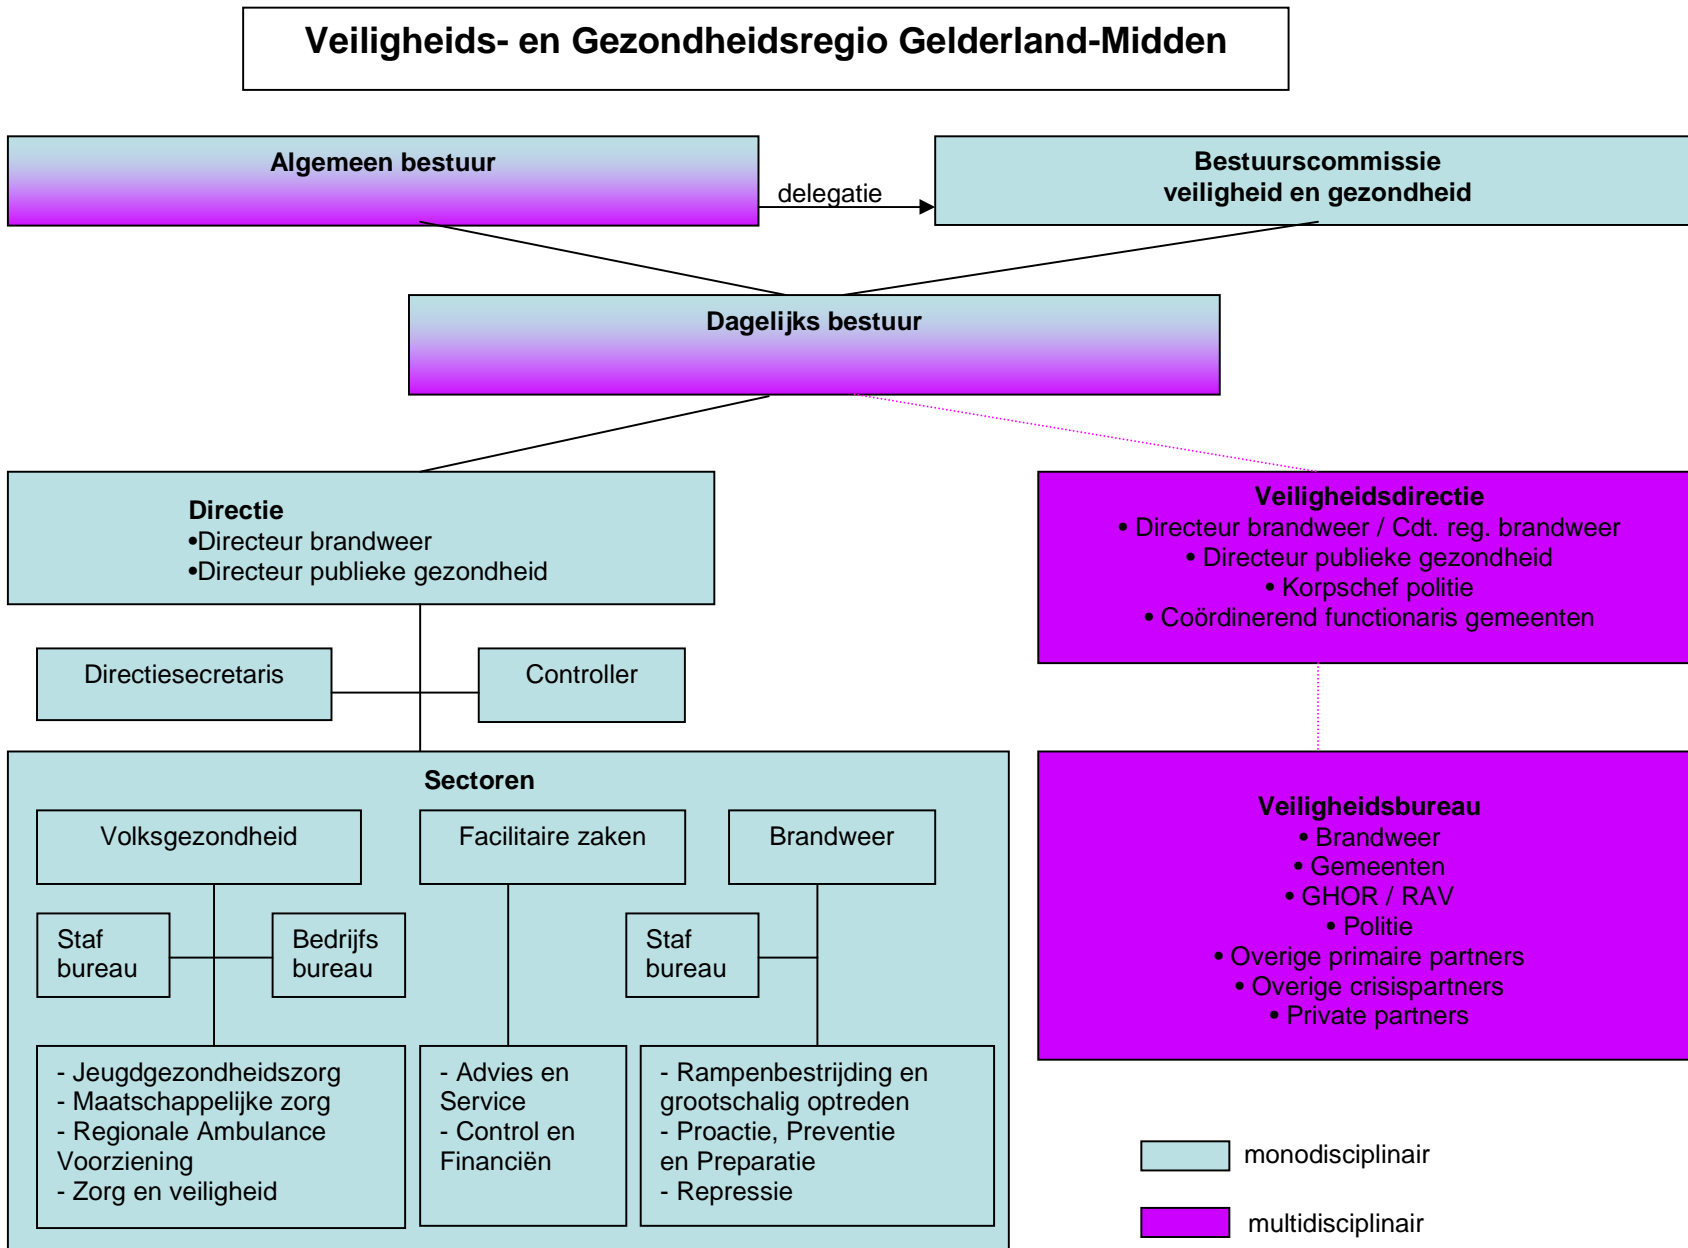 Veiligheids- en Gezondheidsregio Gelderland-Midden
Algemeen bestuur
delegatie
Bestuurscommissie
veiligheid en gezondheid
Dagelijks bestuur
Directie
•Directeur brandweer
•Directeur publieke gezondheid
Veiligheidsdirectie
• Directeur brandweer / Cdt. reg. brandweer
• Directeur publieke gezondheid
• Korpschef politie
• Coördinerend functionaris gemeenten
Directiesecretaris
Controller
Sectoren
Volksgezondheid
Facilitaire zaken
Brandweer
Staf
bureau
Bedrijfs
bureau
Staf
bureau
- Jeugdgezondheidszorg
- Maatschappelijke zorg
- Regionale Ambulance
Voorziening
- Zorg en veiligheid
- Advies en
Service
- Control en
Financiën
- Rampenbestrijding en
grootschalig optreden
- Proactie, Preventie
en Preparatie
- Repressie
Veiligheidsbureau
• Brandweer
• Gemeenten
• GHOR / RAV
• Politie
• Overige primaire partners
• Overige crisispartners
• Private partners
monodisciplinair
multidisciplinair